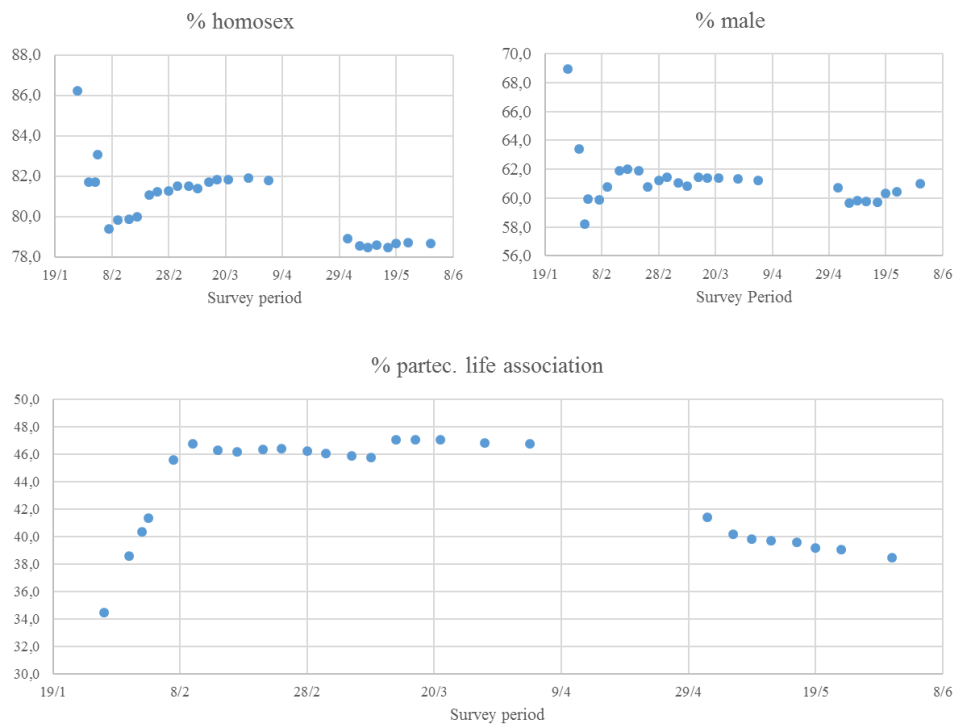 % homosex
88,0
86,0
84,0
82,0
80,0
78,0
19/1 8/2 28/2 20/3 9/4 29/4 19/5 8/6
Survey period
% male
70,0
68,0
66,0
64,0
62,0
60,0
58,0
56,0
19/1 8/2 28/2 20/3 9/4 29/4 19/5 8/6
Survey Period
% partec. life association
50,0
48,0
46,0
44,0
42,0
40,0
38,0
36,0
34,0
32,0
30,0
19/1 8/2 28/2 20/3 9/4 29/4 19/5 8/6
Survey period